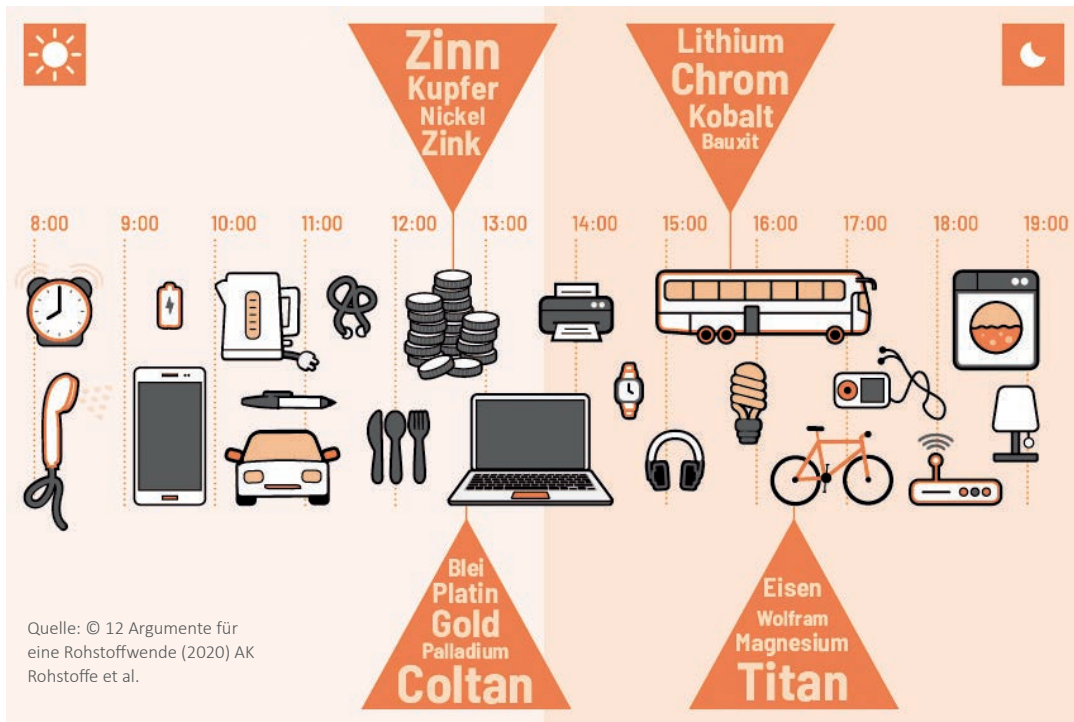 Zinn
Kupfer
Nickel
Zink
Lithium
Chrom
Kobalt
Bauxit
8:00 9:00 10:00 11:00 12:00 13:00 14:00 15:00 16:00 17:00 18:00 19:00
Blei
Platin
Gold
Palladium
Coltan
Eisen
Wolfram
Magnesium
Titan
Quelle: © 12 Argumente für
eine Rohstoffwende (2020) AK
Rohstoffe et al.